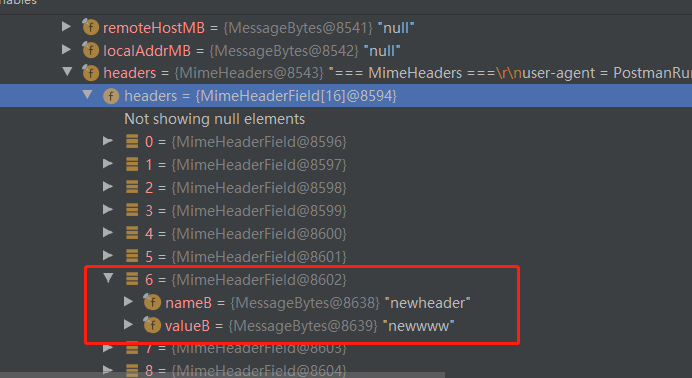 remoteHostMB = {MessageBytes@8541} "null"
localAddrMB = {MessageBytes@8542} "null"
headers = {MimeHeaders@8543} "=== MimeHeaders ===\r\nuser-agent = PostmanRun
headers = {MimeHeaderField[16]@8594}
Not showing null elements
0 = {MimeHeaderField@8596}
1 = {MimeHeaderField@8597}
2 = {MimeHeaderField@8598}
3 = {MimeHeaderField@8599}
4 = {MimeHeaderField@8600}
5 = {MimeHeaderField@8601}
6 = {MimeHeaderField@8602}
nameB = {MessageBytes@8638} "newheader"
valueB = {MessageBytes@8639} "newwww"
7 = {MimeHeaderField@8603}
8 = {MimeHeaderField@8604}